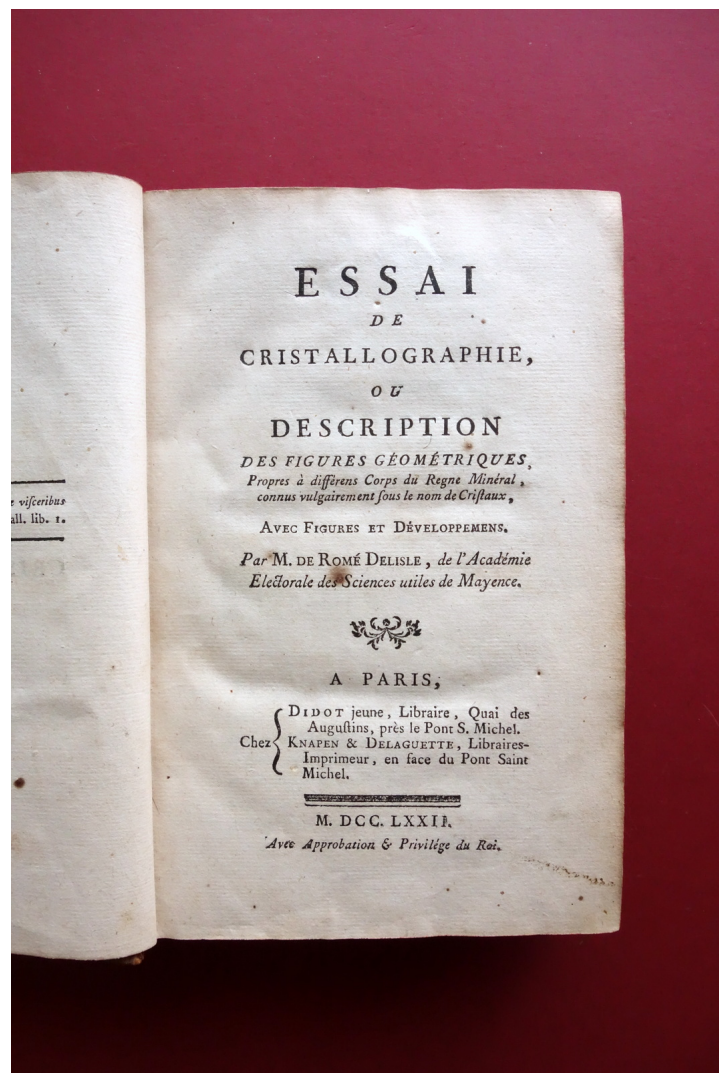 e viſceribus
all. lib. 1.
ESSAI
DE
CRISTALLOGRAPHIE,
OU
DESCRIPTION
DES FIGURES GÉOMÉTRIQUES,
Propres à différens Corps du Regne Minéral,
connus vulgairement ſous le nom de Criſtaux,
AVEC FIGURES ET DÉVELOPPEMENS.
Par M. DE ROMÉ DELISLE, de l'Académie
Electorale des Sciences utiles de Mayence.
A PARIS,
Chez
DIDOT jeune, Libraire, Quai des
Auguſtins, près le Pont S. Michel.
KNAPEN & DELAGUETTE, Libraires-
Imprimeur, en face du Pont Saint
Michel.
M. DCC. LXXII.
Avec Approbation & Privilége du Roi.